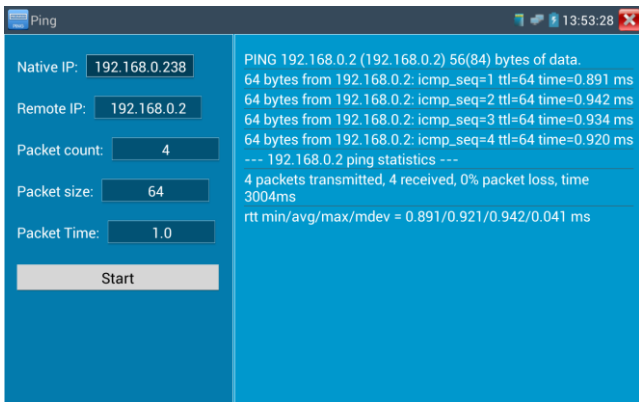 Ping
13:53:28
Native IP: 192.168.0.238
Remote IP: 192.168.0.2
Packet count: 4
Packet size: 64
Packet Time: 1.0
Start
PING 192.168.0.2 (192.168.0.2) 56(84) bytes of data.
64 bytes from 192.168.0.2: icmp_seq=1 ttl=64 time=0.891 ms
64 bytes from 192.168.0.2: icmp_seq=2 ttl=64 time=0.942 ms
64 bytes from 192.168.0.2: icmp_seq=3 ttl=64 time=0.934 ms
64 bytes from 192.168.0.2: icmp_seq=4 ttl=64 time=0.920 ms
--- 192.168.0.2 ping statistics ---
4 packets transmitted, 4 received, 0% packet loss, time
3004ms
rtt min/avg/max/mdev = 0.891/0.921/0.942/0.041 ms